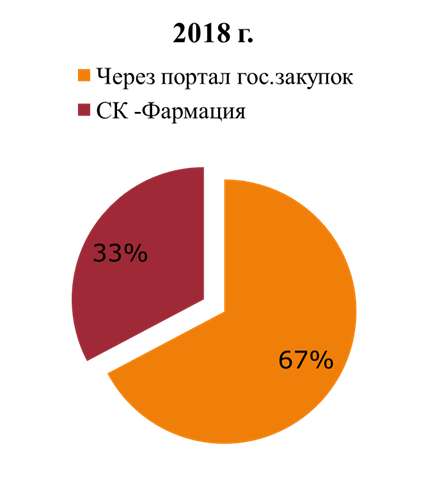 2018 г.
Через портал гос.закупок
СК -Фармация
33%
67%